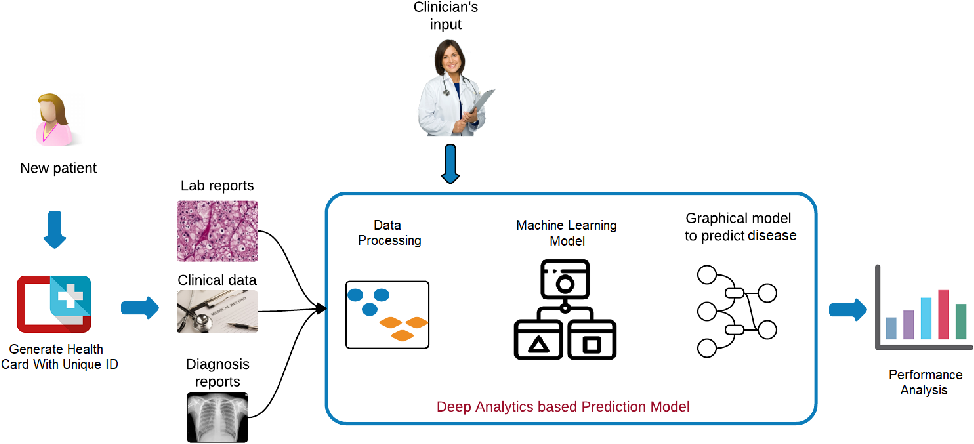 Clinician's
input
New patient
Generate Health
Card With Unique ID
Lab reports
Clinical data
Diagnosis
reports
Data
Processing
Machine Learning
Model
Graphical model
to predict disease
Deep Analytics based Prediction Model
Performance
Analysis